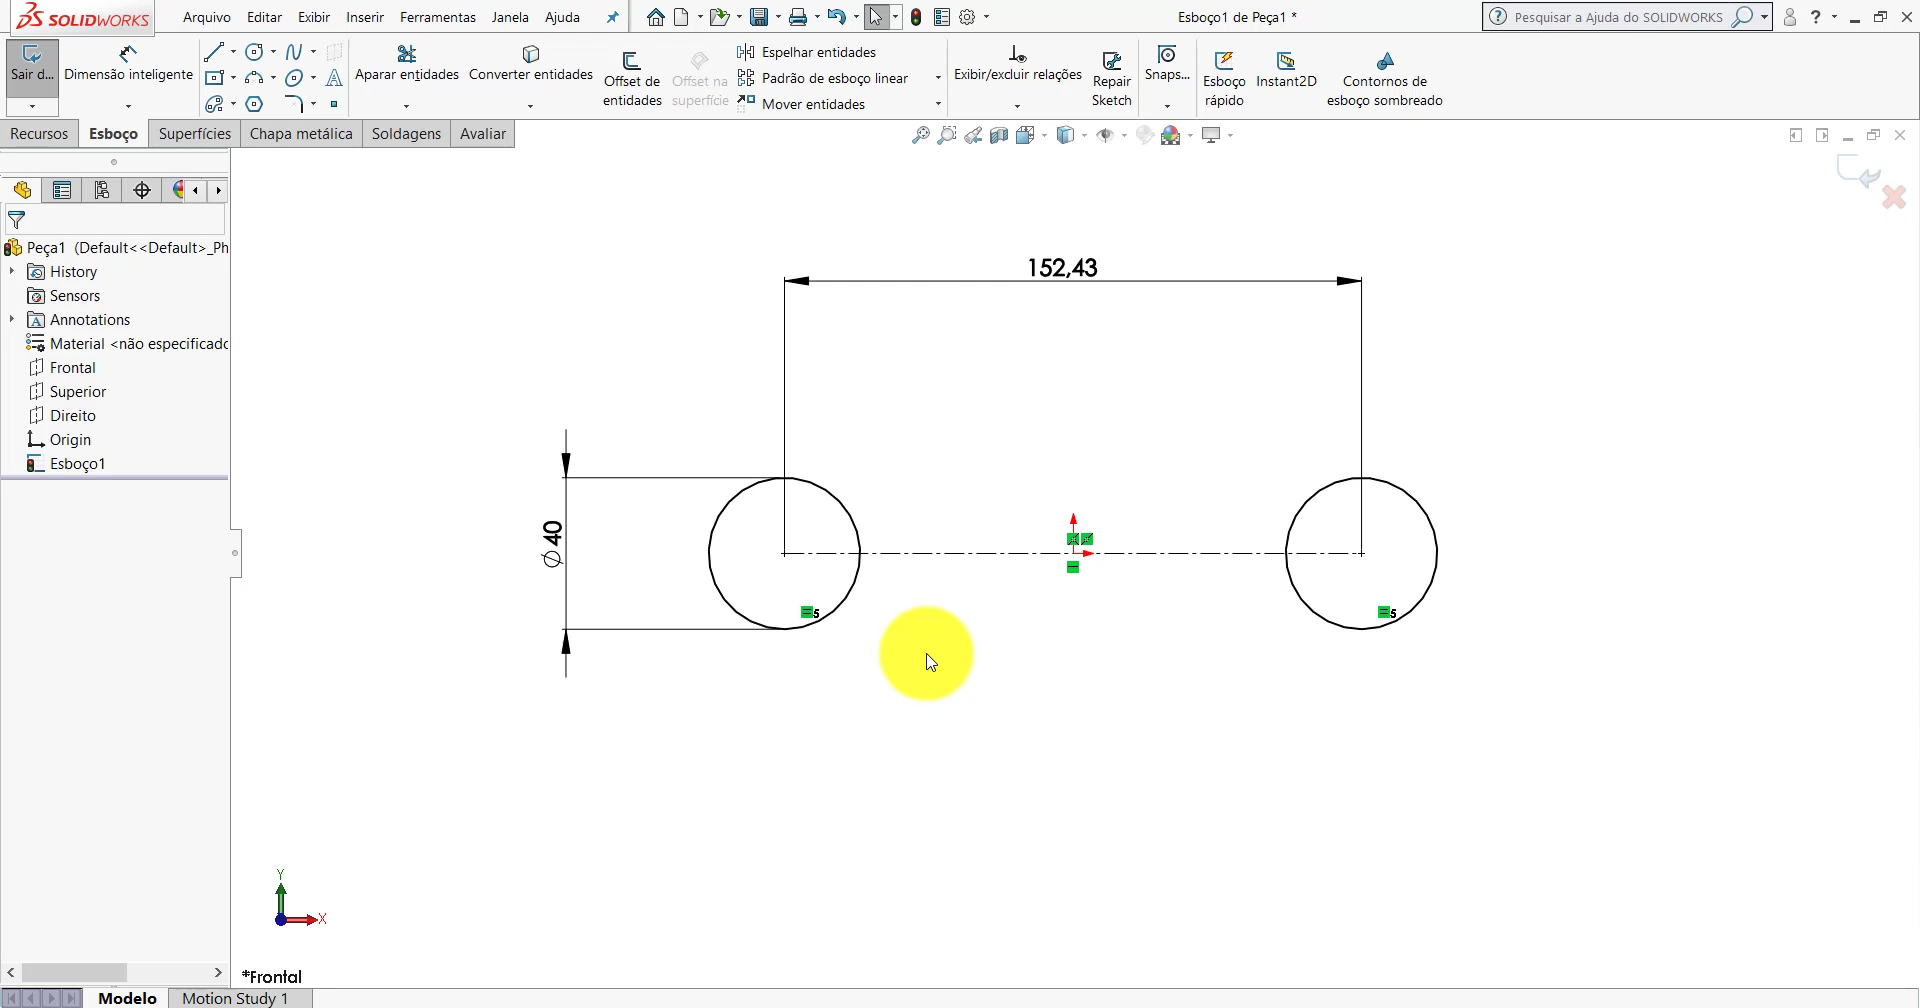 SOLIDWORKS
Arquivo Editar Exibir Inserir Ferramentas Janela Ajuda
Esboço1 de Peça1 *
Pesquisar a Ajuda do SOLIDWORKS
Sair d...
Dimensão inteligente
Aparar entidades
Converter entidades
Offset de
entidades
Offset na
superfície
Espelhar entidades
Padrão de esboço linear
Mover entidades
Exibir/excluir relações
Repair
Sketch
Snaps...
Esboço
rápido
Instant2D
Contornos de
esboço sombreado
Recursos Esboço Superfícies Chapa metálica Soldagens Avaliar
Peça1 (Default<<Default>_Ph
History
Sensors
Annotations
Material <não especificado
Frontal
Superior
Direito
Origin
Esboço1
152,43
∅40
5
5
Y
X
*Frontal
Modelo Motion Study 1